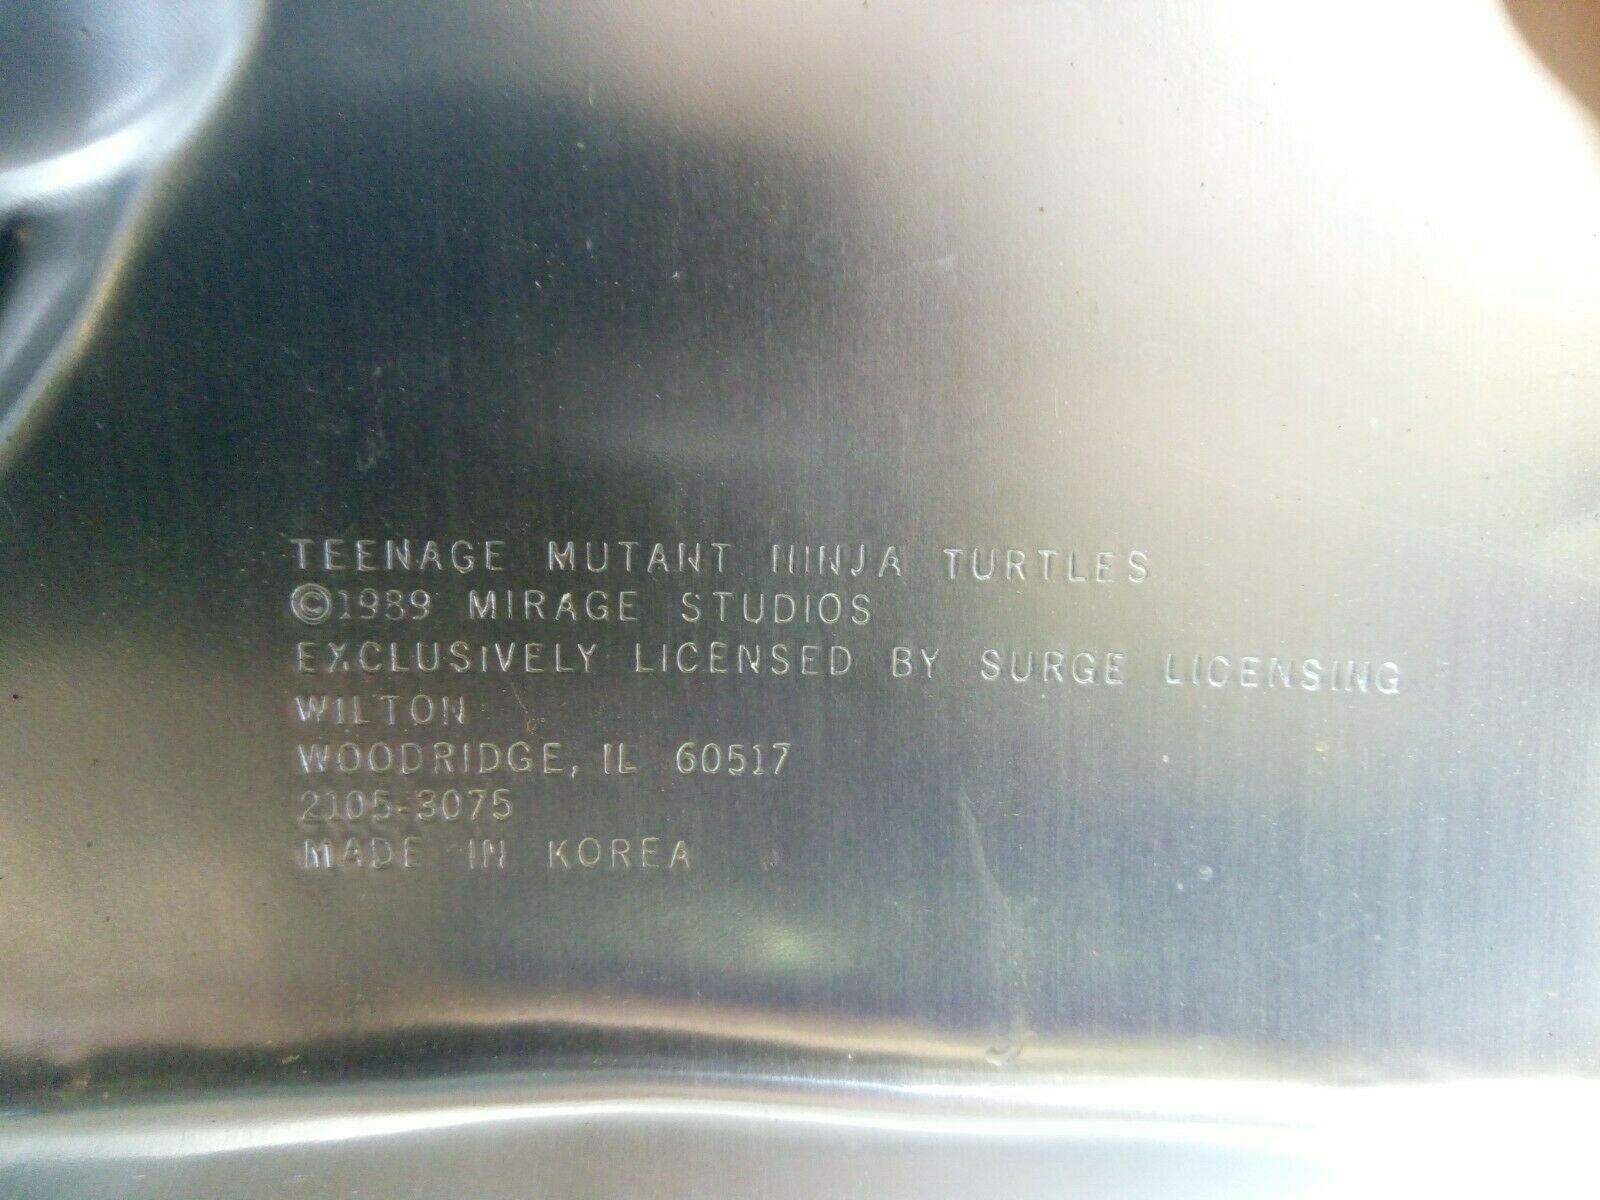 TEENAGE MUTANT NINJA TURTLES
©1989 MIRAGE STUDIOS
EXCLUSIVELY LICENSED BY SURGE LICENSING
WILTON
WOODRIDGE, IL 60517
2105-3075
MADE IN KOREA